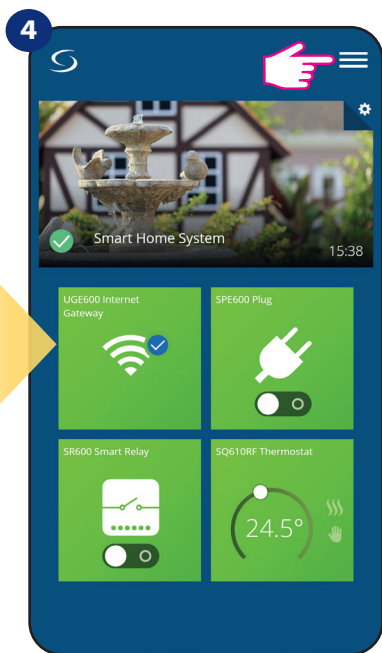 4
Smart Home System
15:38
UGE600 Internet
Gateway
SPE600 Plug
SR600 Smart Relay
SQ610RF Thermostat
24.5°